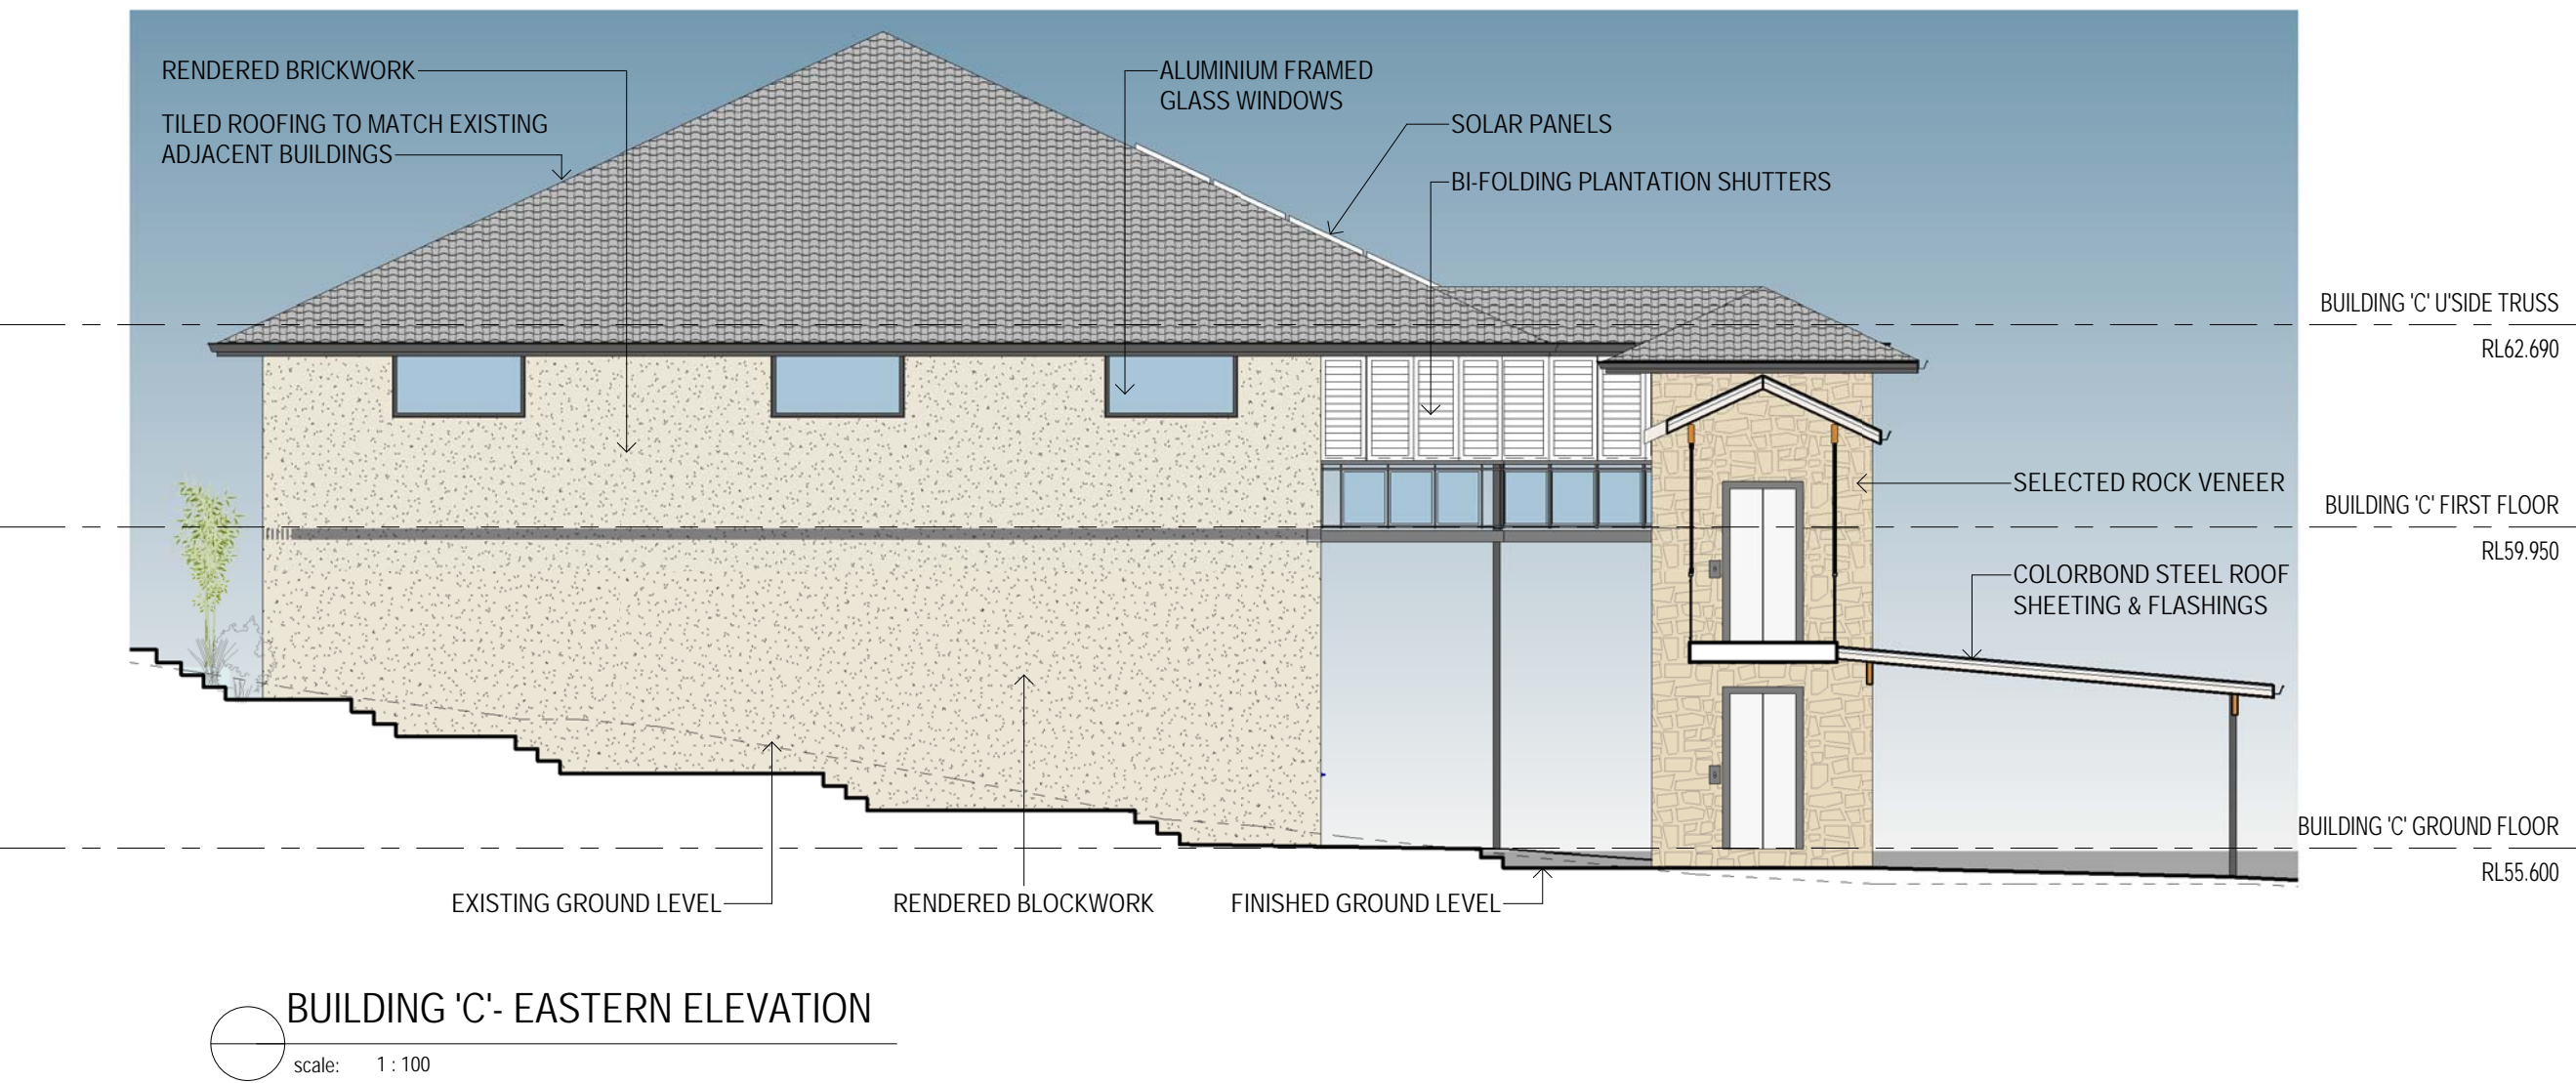 RENDERED BRICKWORK
TILED ROOFING TO MATCH EXISTING
ADJACENT BUILDINGS
ALUMINIUM FRAMED
GLASS WINDOWS
SOLAR PANELS
BI-FOLDING PLANTATION SHUTTERS
BUILDING 'C' U'SIDE TRUSS
RL62.690
SELECTED ROCK VENEER
BUILDING 'C' FIRST FLOOR
RL59.950
COLORBOND STEEL ROOF
SHEETING & FLASHINGS
BUILDING 'C' GROUND FLOOR
RL55.600
EXISTING GROUND LEVEL
RENDERED BLOCKWORK
FINISHED GROUND LEVEL
BUILDING 'C'- EASTERN ELEVATION
scale: 1 : 100